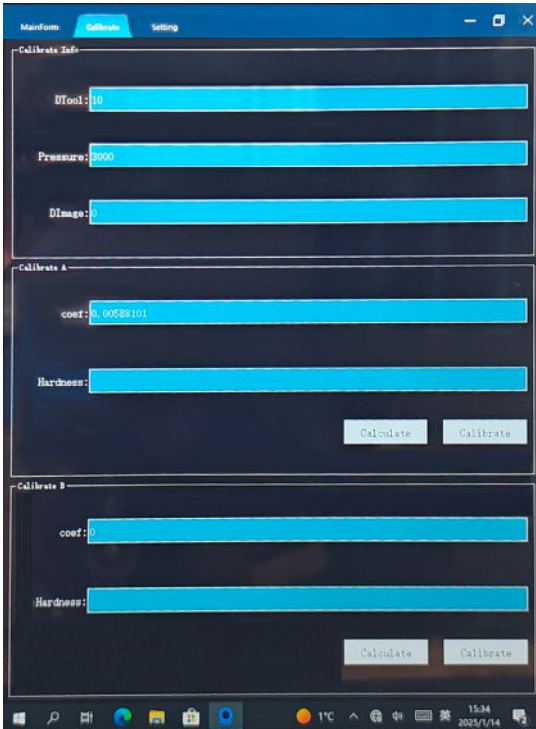 MainForm Calibrate Setting
Calibrate Info
DTool: 10
Pressure: 3000
DImage: 0
Calibrate A
coef: 0.00588101
Hardness:
Calculate Calibrate
Calibrate B
coef: 0
Hardness:
Calculate Calibrate
1°C 英 15:34
2025/1/14